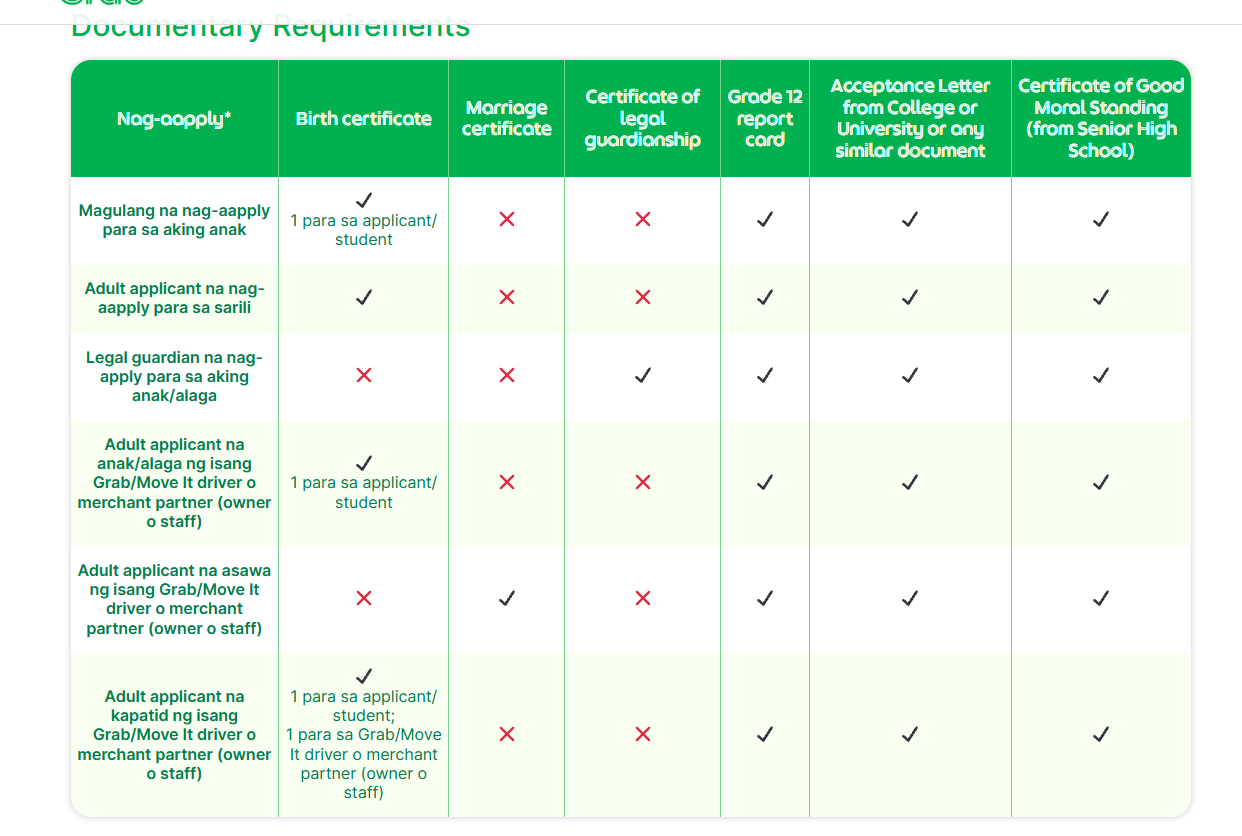 Grab
Documentary Requirements
Nag-aapply*
Birth certificate
Marriage
certificate
Certificate of
legal
guardianship
Grade 12
report
card
Acceptance Letter
from College or
University or any
similar document
Certificate of Good
Moral Standing
(from Senior High
School)
Magulang na nag-aapply
para sa aking anak
1 para sa applicant/
student
Adult applicant na nag-
aapply para sa sarili
Legal guardian na nag-
apply para sa aking
anak/alaga
Adult applicant na
anak/alaga ng isang
Grab/Move It driver o
merchant partner (owner
o staff)
1 para sa applicant/
student
Adult applicant na asawa
ng isang Grab/Move It
driver o merchant
partner (owner o staff)
Adult applicant na
kapatid ng isang
Grab/Move It driver o
merchant partner (owner
o staff)
1 para sa applicant/
student;
1 para sa Grab/Move
It driver o merchant
partner (owner o
staff)